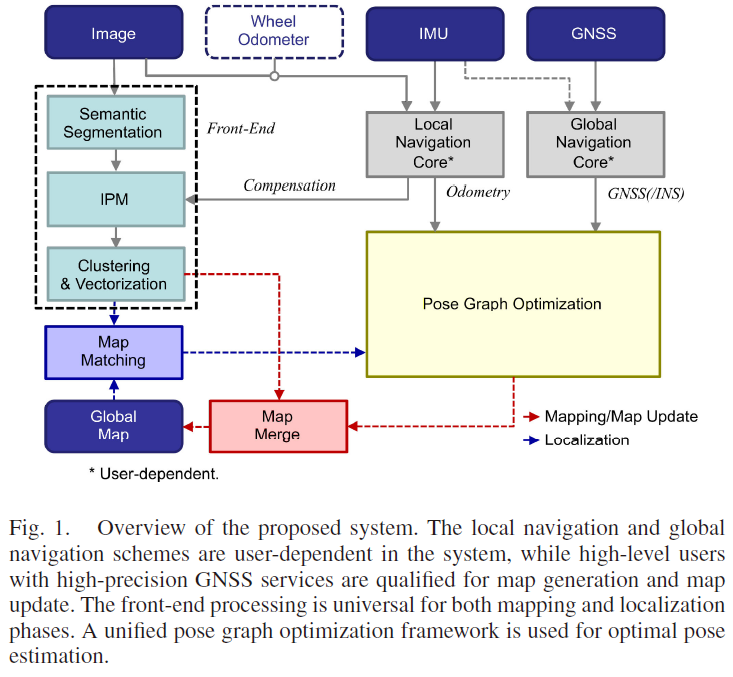 Image
Wheel
Odometer
IMU
GNSS
Semantic
Segmentation
Front-End
Local
Navigation
Core*
Global
Navigation
Core*
IPM
Compensation
Odometry
GNSS(/INS)
Clustering
& Vectorization
Pose Graph Optimization
Map
Matching
Global
Map
Map
Merge
Mapping/Map Update
Localization
* User-dependent.
Fig. 1. Overview of the proposed system. The local navigation and global
navigation schemes are user-dependent in the system, while high-level users
with high-precision GNSS services are qualified for map generation and map
update. The front-end processing is universal for both mapping and localization
phases. A unified pose graph optimization framework is used for optimal pose
estimation.